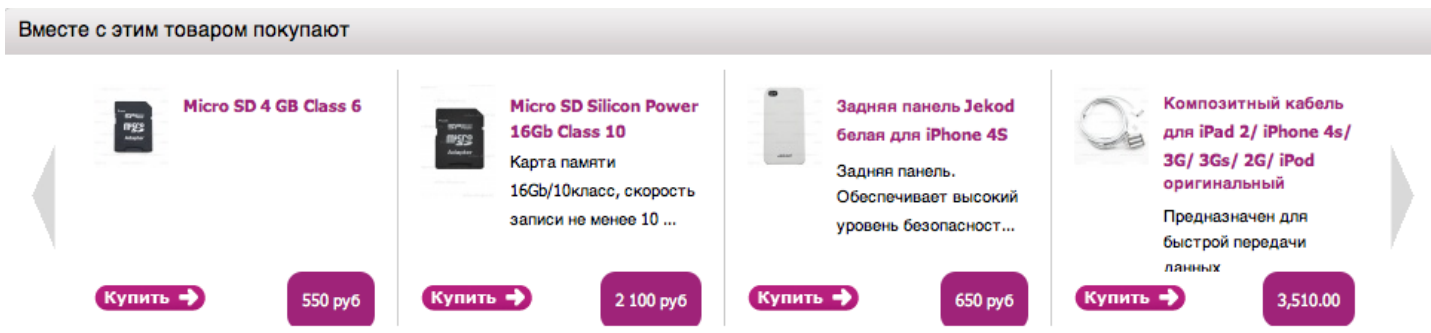 Вместе с этим товаром покупают
Micro SD 4 GB Class 6
Купить
550 руб
Micro SD Silicon Power
16Gb Class 10
Карта памяти
16Gb/10класс, скорость
записи не менее 10 ...
Купить
2 100 руб
Задняя панель Jekod
белая для iPhone 4S
Задняя панель.
Обеспечивает высокий
уровень безопасност...
Купить
650 руб
Композитный кабель
для iPad 2/ iPhone 4s/
3G/ 3Gs/ 2G/ iPod
оригинальный
Предназначен для
быстрой передачи
данных
Купить
3,510.00